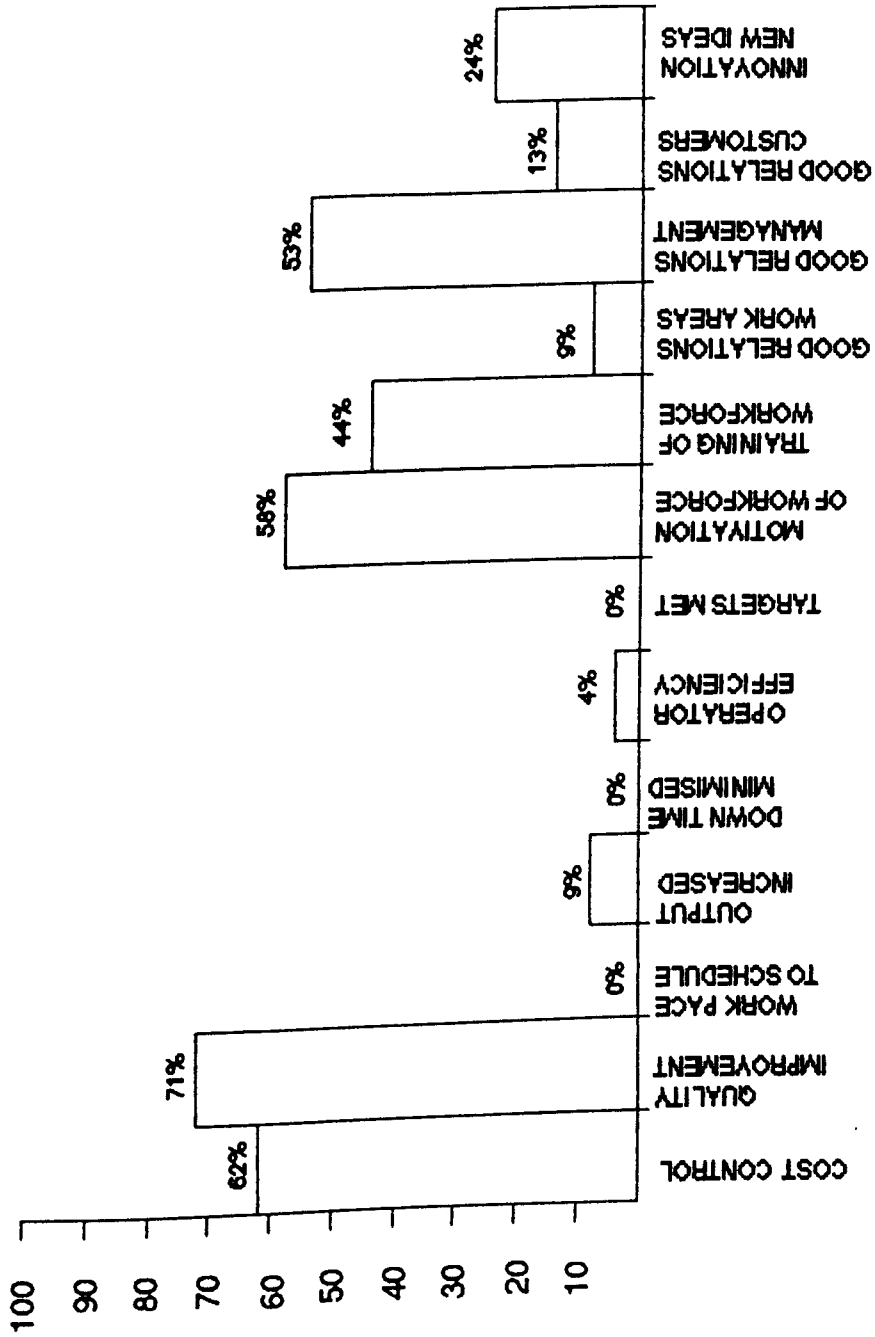 100
90
80
70
60
50
40
30
20
10
62%
71%
0%
9%
0%
4%
0%
58%
44%
9%
53%
13%
24%
COST CONTROL
QUALITY
IMPROVEMENT
WORK PACE
TO SCHEDULE
OUTPUT
INCREASED
DOWN TIME
MINIMISED
OPERATOR
EFFICIENCY
TARGETS MET
MOTIVATION
OF WORKFORCE
TRAINING OF
WORKFORCE
GOOD RELATIONS
WORK AREAS
GOOD RELATIONS
MANAGEMENT
GOOD RELATIONS
CUSTOMERS
INNOVATION
NEW IDEAS